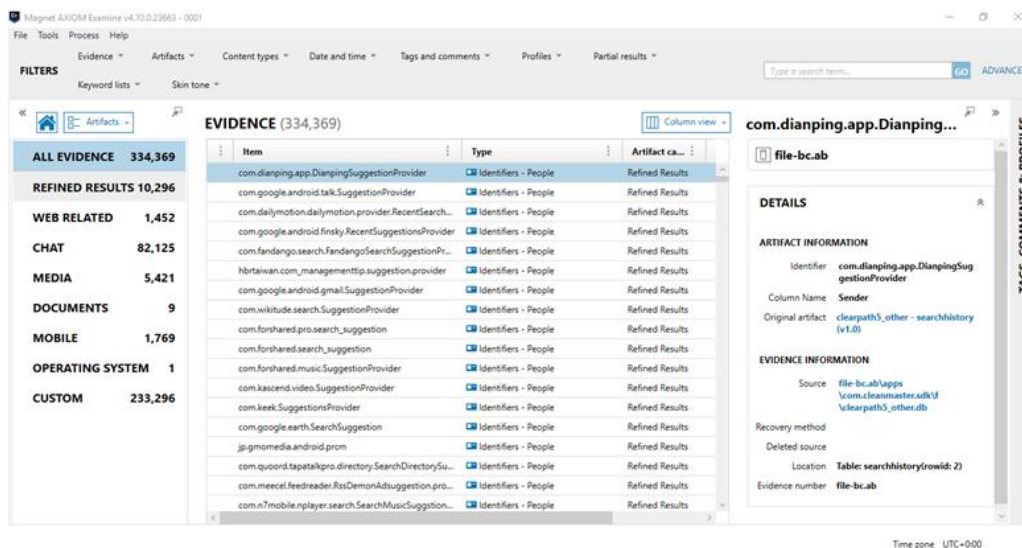 Magnet AXIOM Examine v4.10.0.23663 - 0001
File Tools Process Help
FILTERS
Evidence Artifacts Content types Date and time Tags and comments Profiles Partial results
Keyword lists Skin tone
Type a search term...
GO
ADVANCE
Artifacts
ALL EVIDENCE 334,369
REFINED RESULTS 10,296
WEB RELATED 1,452
CHAT 82,125
MEDIA 5,421
DOCUMENTS 9
MOBILE 1,769
OPERATING SYSTEM 1
CUSTOM 233,296
EVIDENCE (334,369)
Column view
Item Type Artifact ca...
com.dianping.app.DianpingSuggestionProvider Identifiers - People Refined Results
com.google.android.talk.SuggestionProvider Identifiers - People Refined Results
com.dailymotion.dailymotion.provider.RecentSearch... Identifiers - People Refined Results
com.google.android.finsky.RecentSuggestionsProvider Identifiers - People Refined Results
com.fandango.search.FandangoSearchSuggestionPr... Identifiers - People Refined Results
hbrtaiwan.com_managementtip.suggestion.provider Identifiers - People Refined Results
com.google.android.gmail.SuggestionProvider Identifiers - People Refined Results
com.wikitude.search.SuggestionProvider Identifiers - People Refined Results
com.forshared.pro.search_suggestion Identifiers - People Refined Results
com.forshared.search_suggestion Identifiers - People Refined Results
com.forshared.music.SuggestionProvider Identifiers - People Refined Results
com.kascend.video.SuggestionProvider Identifiers - People Refined Results
com.keek.SuggestionsProvider Identifiers - People Refined Results
com.google.earth.SearchSuggestion Identifiers - People Refined Results
jp.gmomedia.android.prcm Identifiers - People Refined Results
com.quoord.tapatalkpro.directory.SearchDirectorySu... Identifiers - People Refined Results
com.meecel.feedreader.RssDemonAdsuggestion.pro... Identifiers - People Refined Results
com.n7mobile.nplayer.search.SearchMusicSuggstion... Identifiers - People Refined Results
com.dianping.app.Dianping...
file-bc.ab
DETAILS
ARTIFACT INFORMATION
Identifier com.dianping.app.DianpingSug
gestionProvider
Column Name Sender
Original artifact clearpath5_other - searchhistory
(v1.0)
EVIDENCE INFORMATION
Source file-bc.ab\apps
\com.cleanmaster.sdk\f
\clearpath5_other.db
Recovery method
Deleted source
Location Table: searchhistory(rowid: 2)
Evidence number file-bc.ab
TAGS, COMMENTS & PROFILES
Time zone UTC+0:00